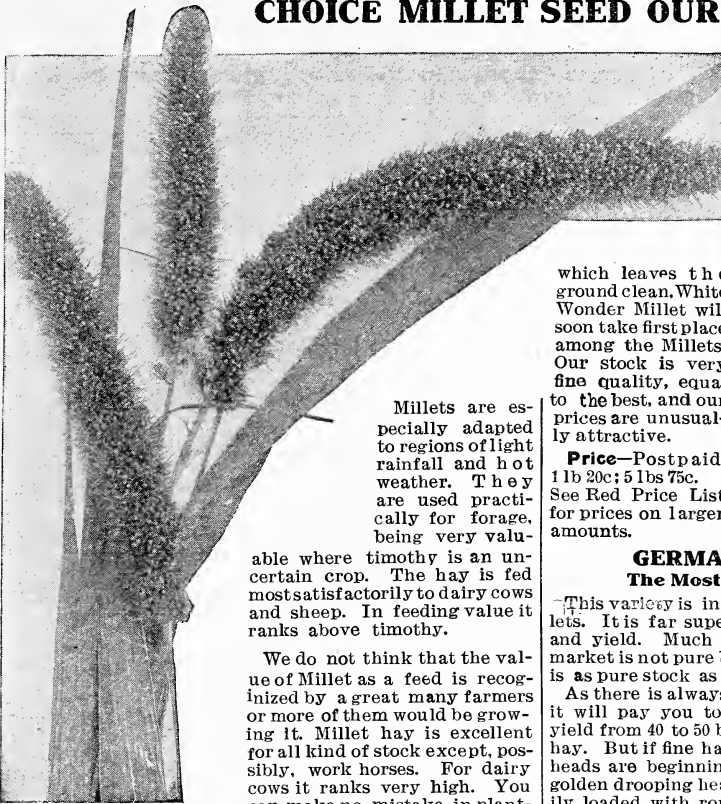 CHOICE MILLET SEED OUR
Millets are es-
pecially adapted
to regions of light
rainfall and hot
weather. They
are used practi-
cally for forage,
being very valu-
able where timothy is an un-
certain crop. The hay is fed
most satisfactorily to dairy cows
and sheep. In feeding value it
ranks above timothy.
We do not think that the val-
ue of Millet as a feed is recog-
inized by a great many farmers
or more of them would be grow-
ing it. Millet hay is excellent
for all kind of stock except, pos-
sibly, work horses. For dairy
cows it ranks very high. You
can make no mistake in plant-
which leaves the
ground clean. White
Wonder Millet wil
soon take first place
among the Millets
Our stock is very
fine quality, equa
to the best, and our
prices are unusual-
ly attractive.
Price—Postpaid
1 lb 20c; 5 lbs 75c.
See Red Price List
for prices on larger
amounts.
GERMA
The Most
This variety is in
lets. It is far supe
and yield. Much
market is not pure
is as pure stock as
As there is always
it will pay you to
yield from 40 to 50 b
hay. But if fine ha
heads are beginnin
golden drooping he
ily loaded with